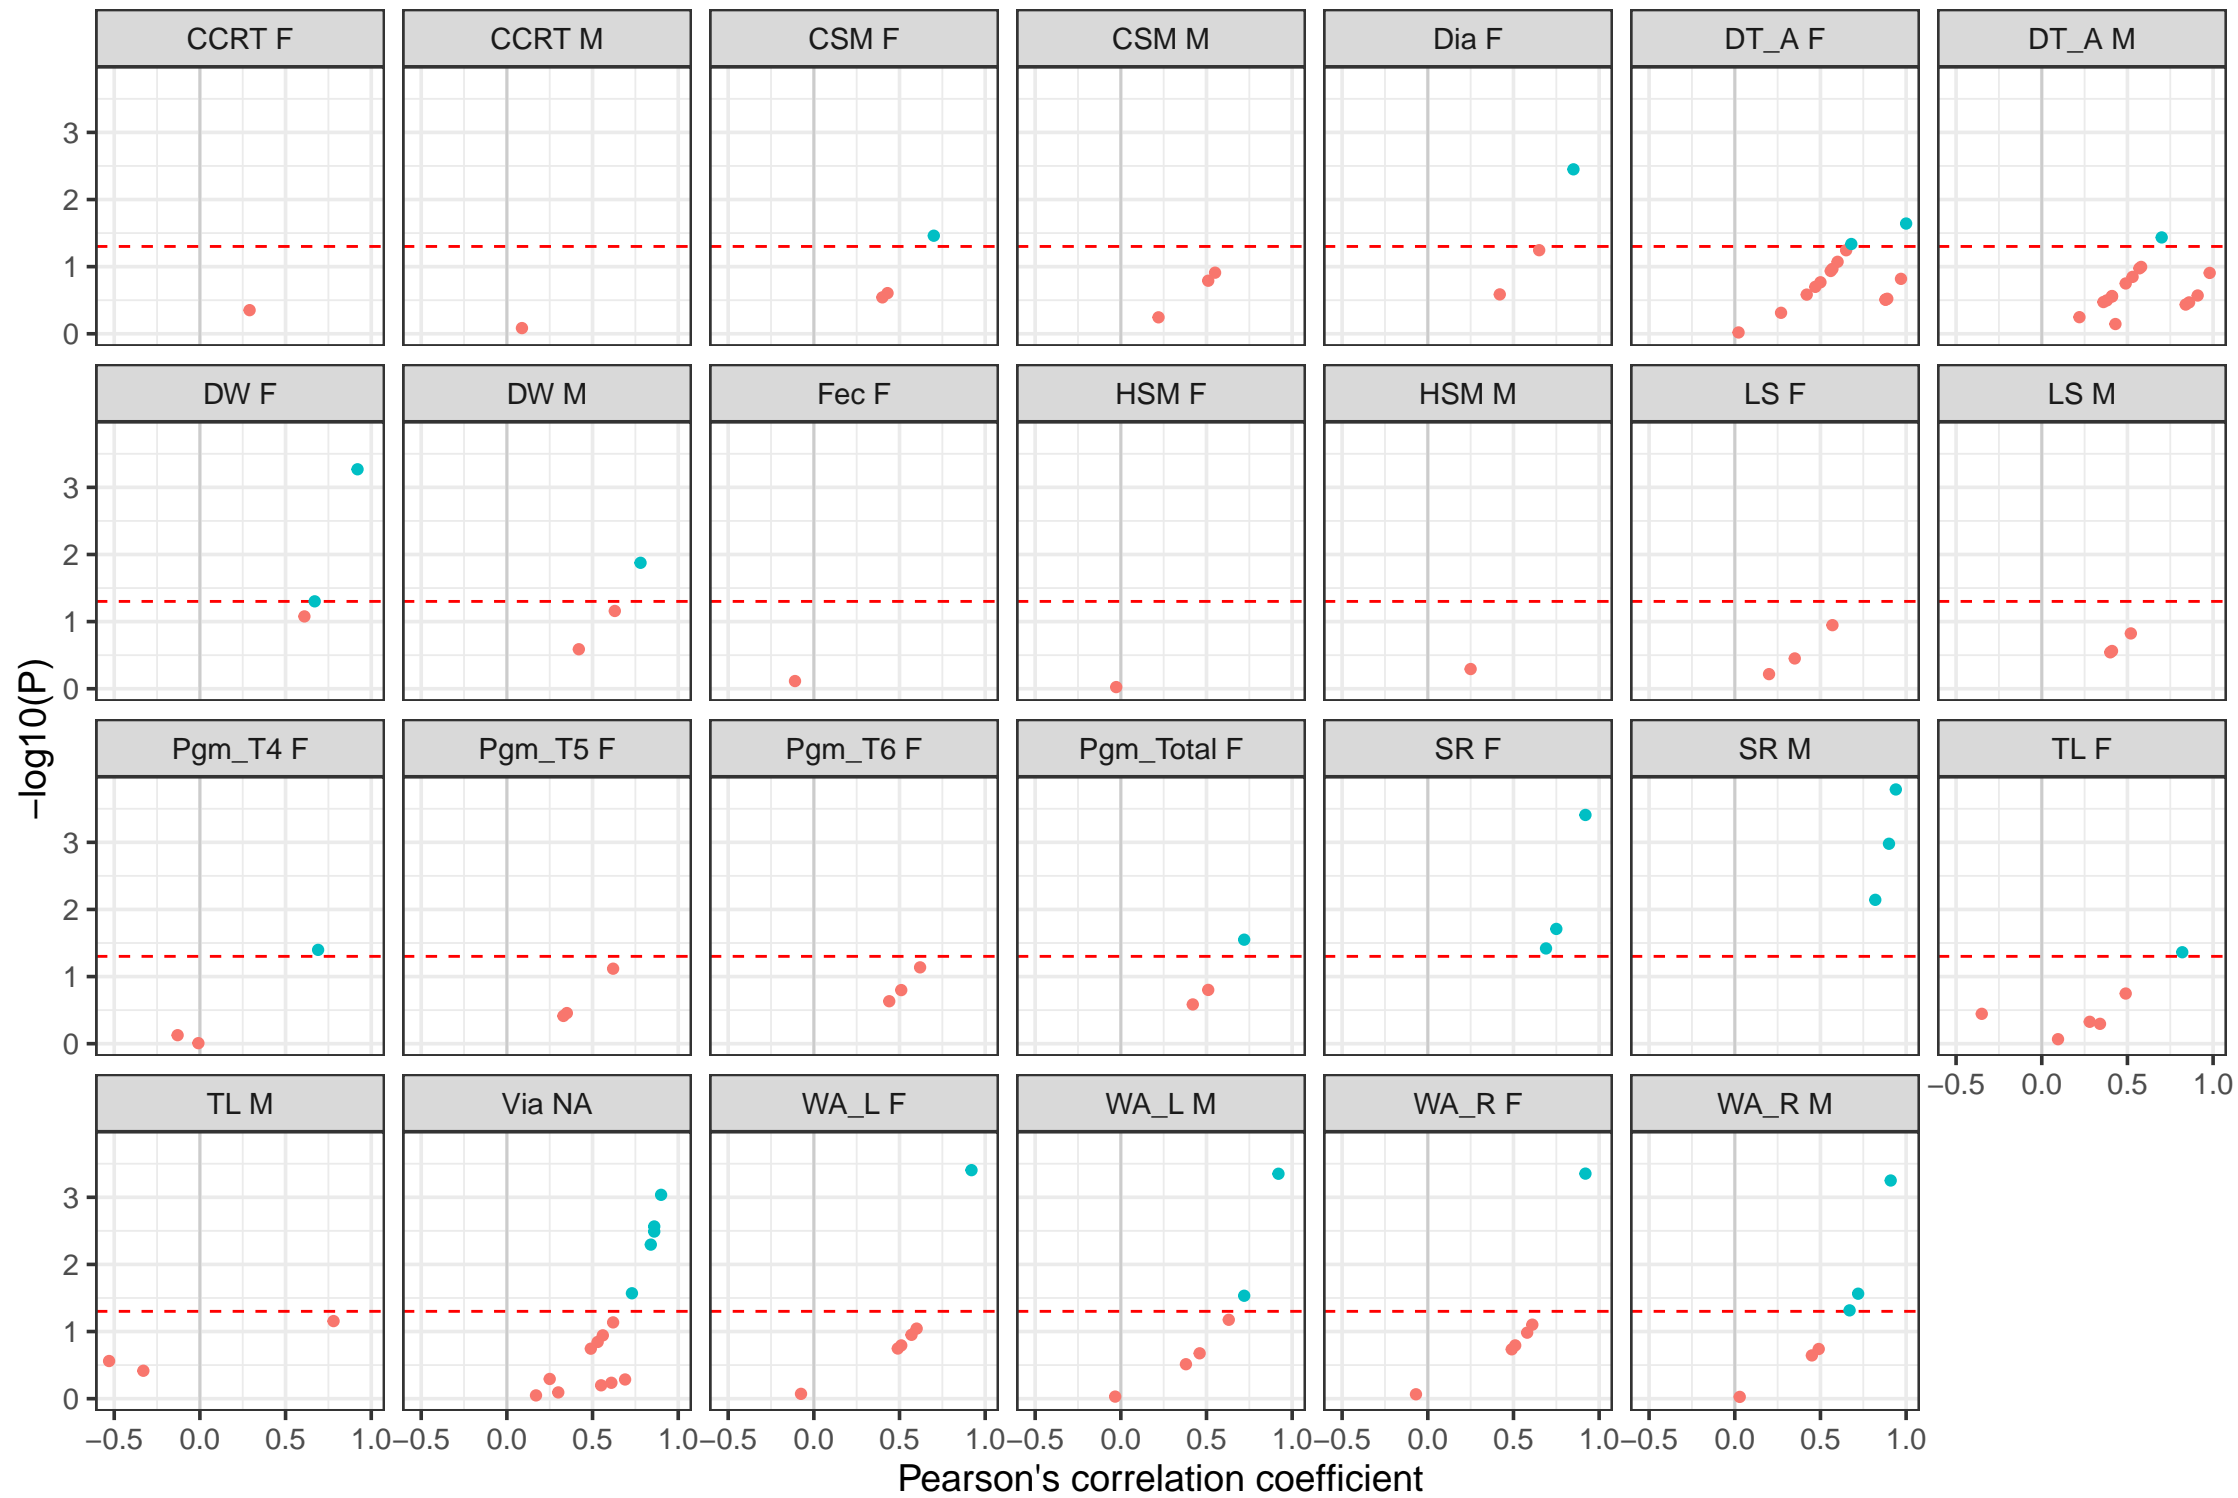 CCRT F CCRT M CSM F CSM M Dia F DT_A F DT_A M
3
2
1
0
DW F DW M Fec F HSM F HSM M LS F LS M
3
2
1
0
−log10(P)
Pgm_T4 F Pgm_T5 F Pgm_T6 F Pgm_Total F SR F SR M TL F
3
2
1
0
−0.5 0.0 0.5 1.0
TL M Via NA WA_L F WA_L M WA_R F WA_R M
3
2
1
0
−0.5 0.0 0.5 1.0 −0.5 0.0 0.5 1.0 −0.5 0.0 0.5 1.0 −0.5 0.0 0.5 1.0 −0.5 0.0 0.5 1.0 −0.5 0.0 0.5 1.0
Pearson's correlation coefficient